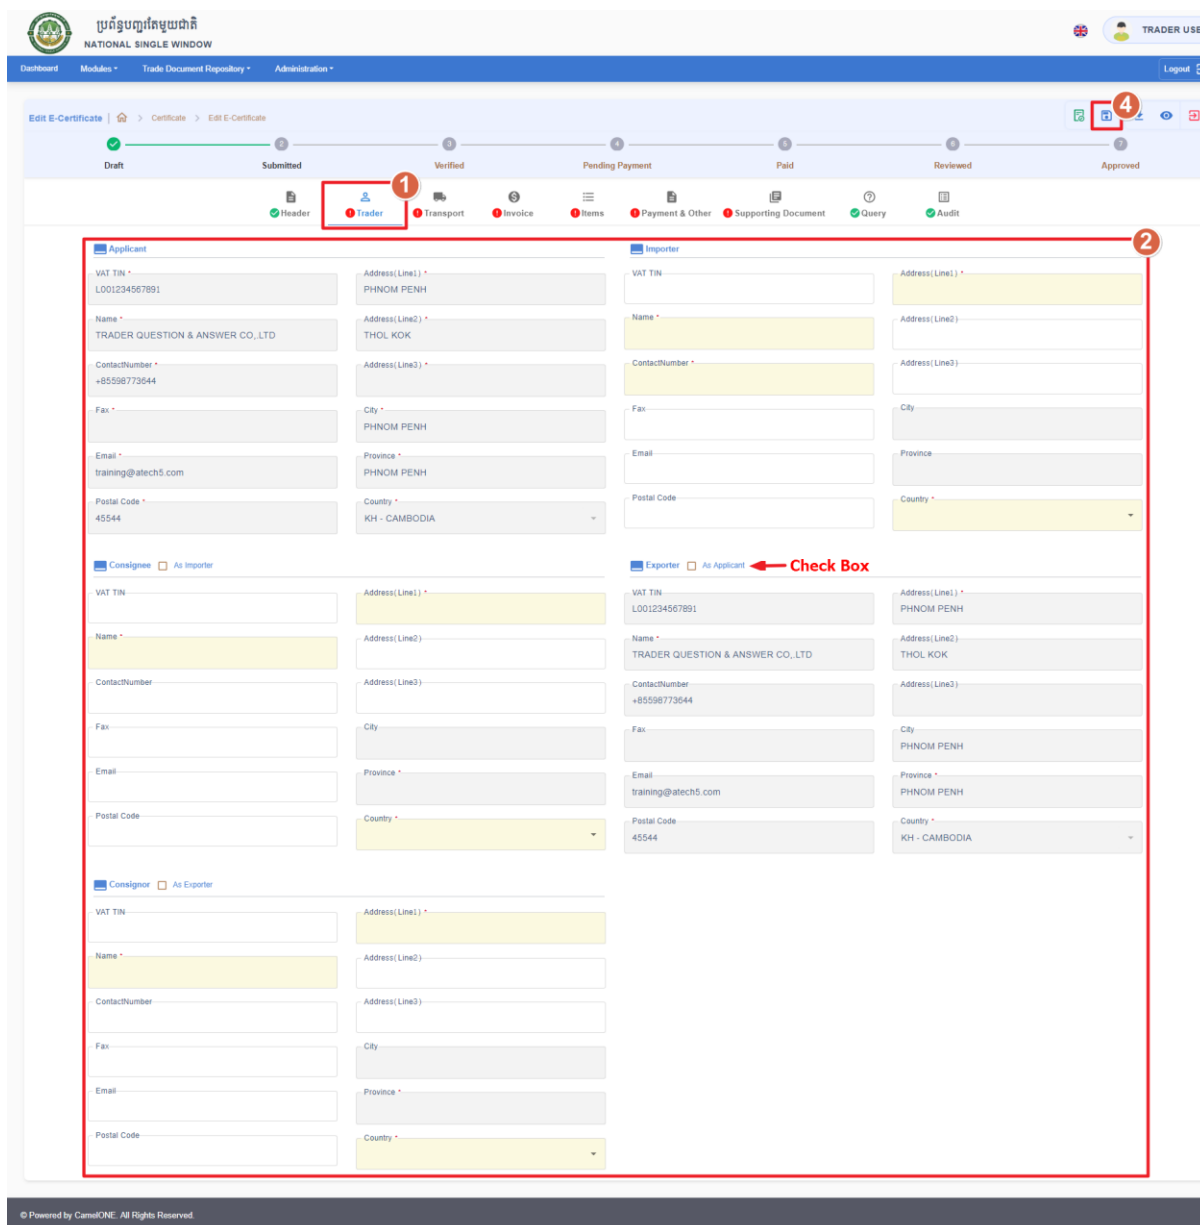 ប្រព័ន្ធបញ្ជរតែមួយជាតិ
NATIONAL SINGLE WINDOW
TRADER USE
Dashboard Modules Trade Document Repository Administration Logout
Edit E-Certificate | > Certificate > Edit E-Certificate
4
2 3 4 5 6 7
Draft Submitted Verified Pending Payment Paid Reviewed Approved
1
Header Trader Transport Invoice Items Payment & Other Supporting Document Query Audit
2
Applicant
VAT TIN * Address(Line1) *
L001234567891 PHNOM PENH
Name * Address(Line2) *
TRADER QUESTION & ANSWER CO,.LTD THOL KOK
ContactNumber * Address(Line3) *
+85598773644
Fax * City *
PHNOM PENH
Email * Province *
training@atech5.com PHNOM PENH
Postal Code * Country *
45544 KH - CAMBODIA
Importer
VAT TIN Address(Line1) *
Name * Address(Line2)
ContactNumber * Address(Line3)
Fax City
Email Province
Postal Code Country *
Consignee As Importer
VAT TIN Address(Line1) *
Name * Address(Line2)
ContactNumber Address(Line3)
Fax City
Email Province *
Postal Code Country *
Exporter As Applicant Check Box
VAT TIN Address(Line1) *
L001234567891 PHNOM PENH
Name * Address(Line2)
TRADER QUESTION & ANSWER CO,.LTD THOL KOK
ContactNumber Address(Line3)
+85598773644
Fax City
PHNOM PENH
Email Province *
training@atech5.com PHNOM PENH
Postal Code Country *
45544 KH - CAMBODIA
Consignor As Exporter
VAT TIN Address(Line1) *
Name * Address(Line2)
ContactNumber Address(Line3)
Fax City
Email Province *
Postal Code Country *
© Powered by CamelONE. All Rights Reserved.